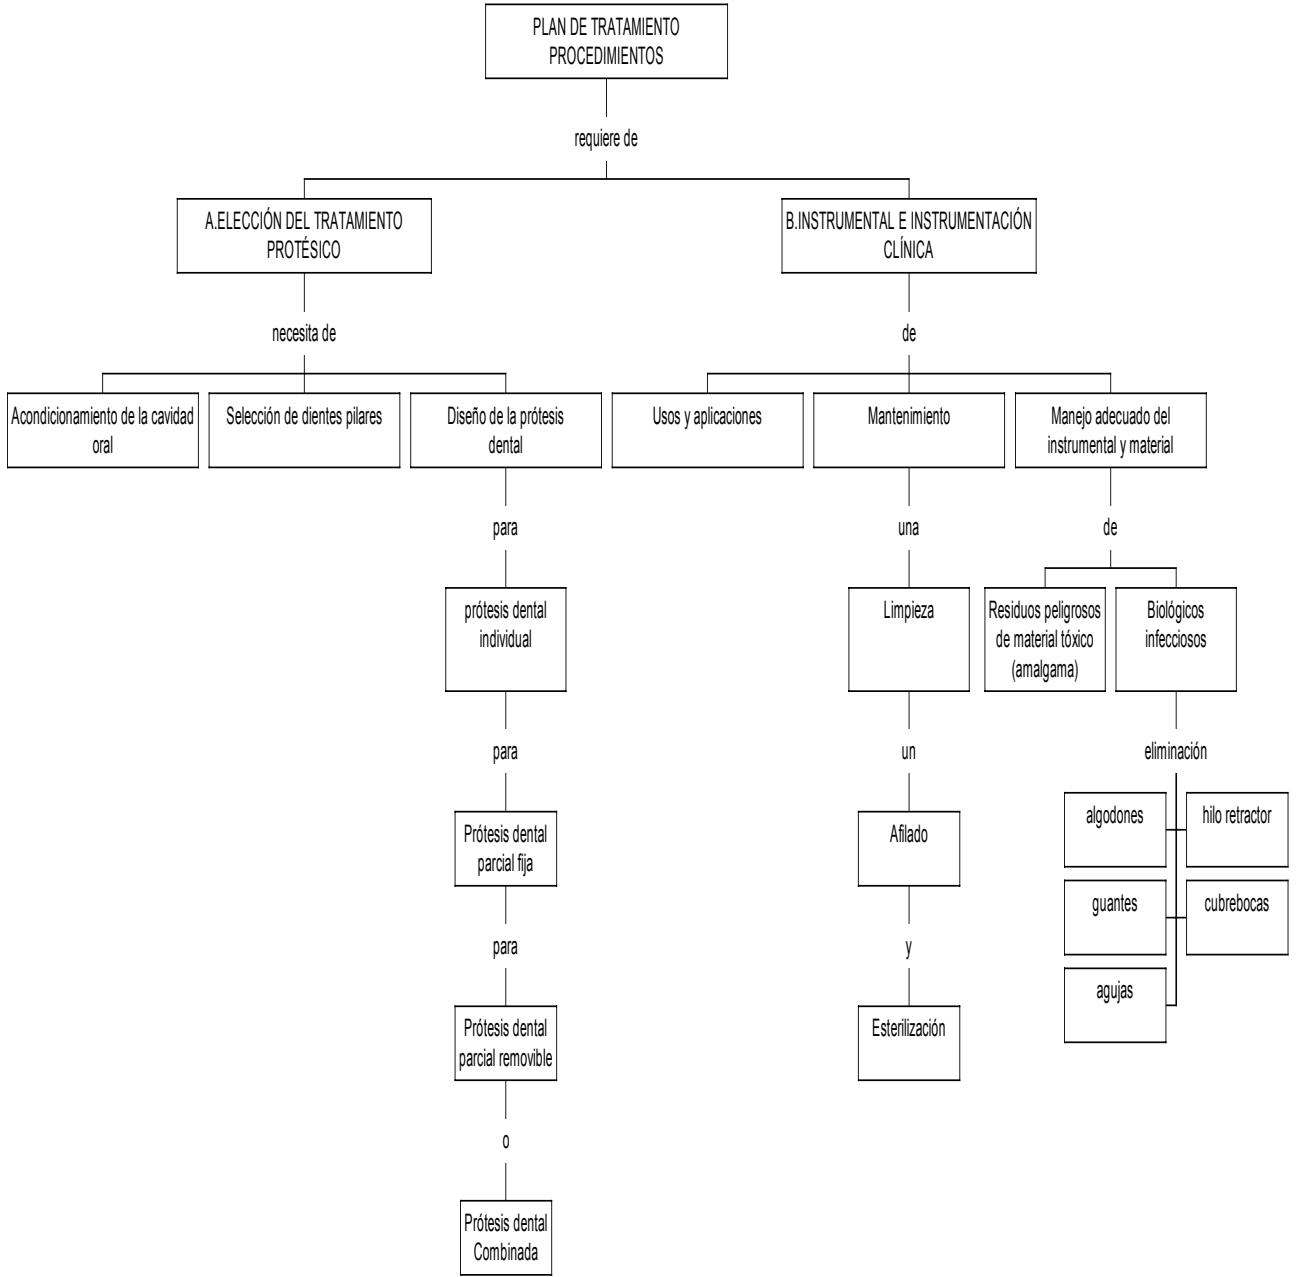 PLAN DE TRATAMIENTO
PROCEDIMIENTOS
requiere de
A.ELECCIÓN DEL TRATAMIENTO
PROTÉSICO
B.INSTRUMENTAL E INSTRUMENTACIÓN
CLÍNICA
necesita de
de
Acondicionamiento de la cavidad
oral
Selección de dientes pilares
Diseño de la prótesis
dental
Usos y aplicaciones
Mantenimiento
Manejo adecuado del
instrumental y material
para
una
de
prótesis dental
individual
Limpieza
Residuos peligrosos
de material tóxico
(amalgama)
Biológicos
infecciosos
para
un
eliminación
Prótesis dental
parcial fija
Afilado
algodones
hilo retractor
guantes
cubrebocas
agujas
para
y
Prótesis dental
parcial removible
Esterilización
o
Prótesis dental
Combinada